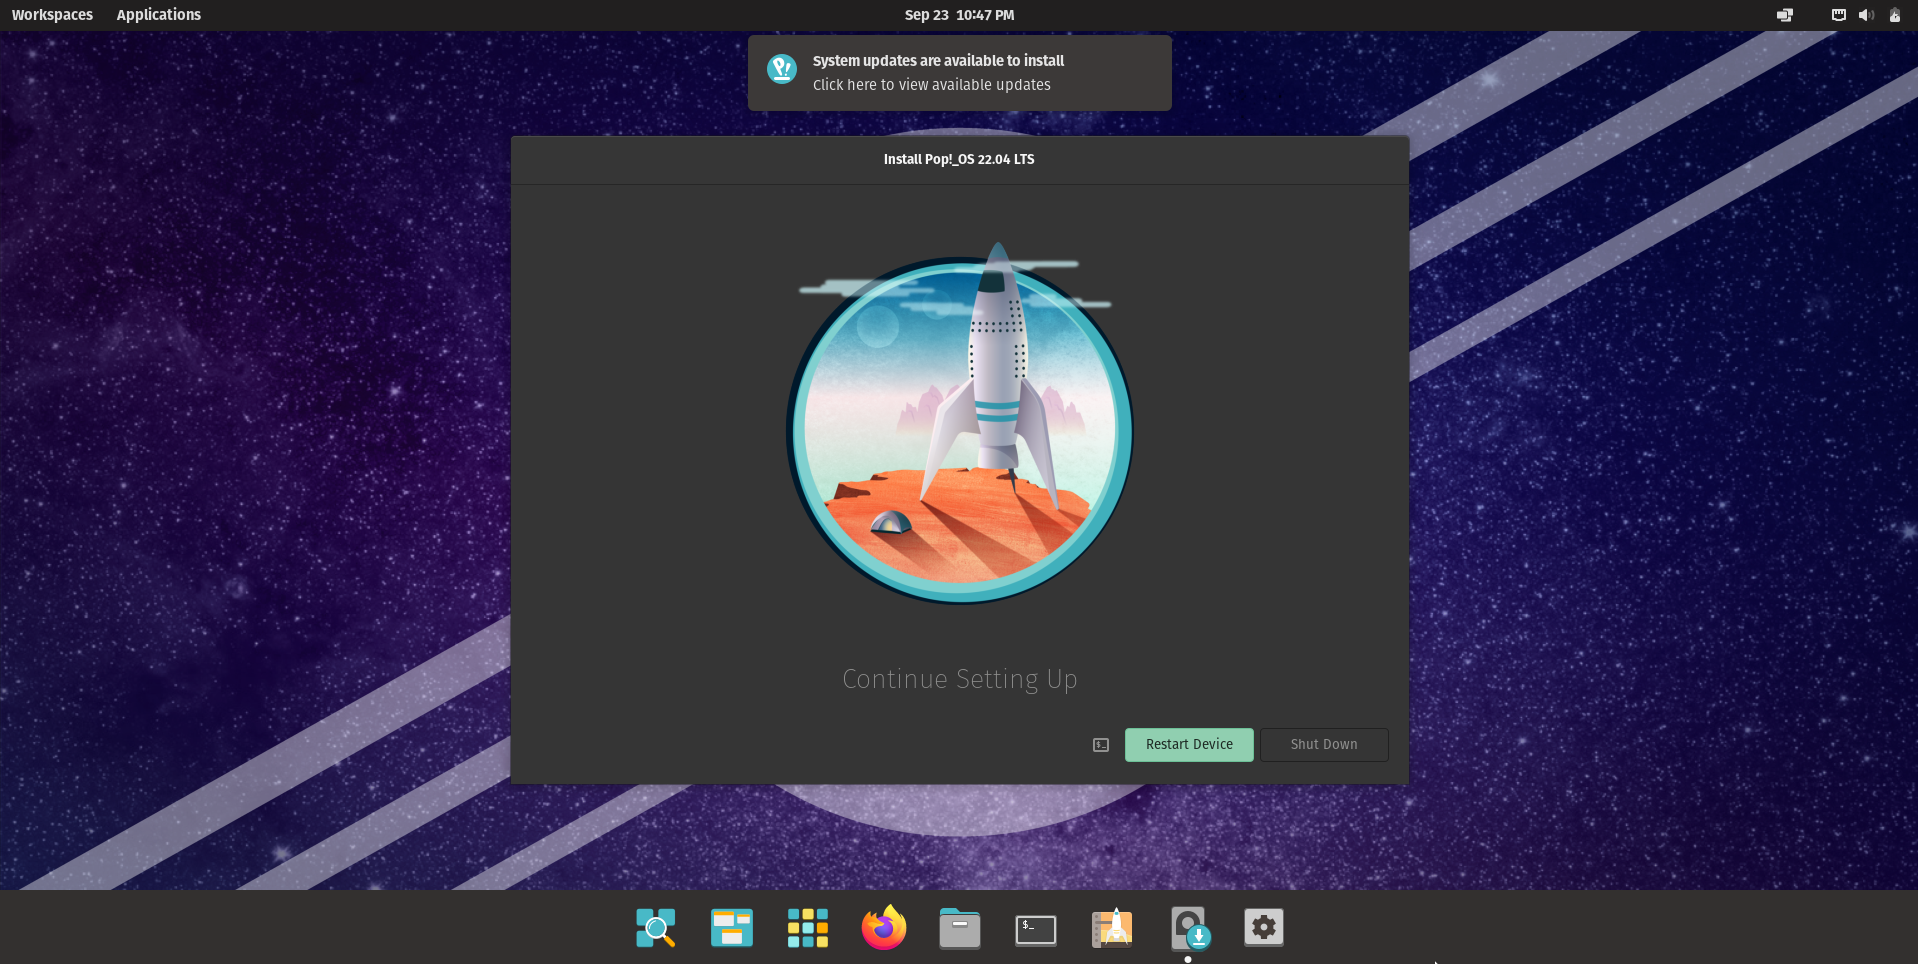 Workspaces Applications Sep 23 10:47 PM
System updates are available to install
Click here to view available updates
Install Pop!_OS 22.04 LTS
Continue Setting Up
$_ Restart Device Shut Down
$_